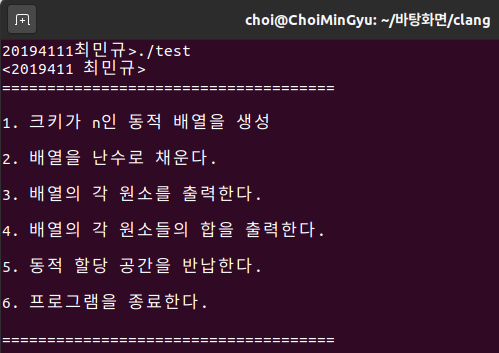 choi@ChoiMinGyu: ~/바탕화면/clang
20194111최민규>./test
<2019411 최민규>
=====================================
1. 크키가 n인 동적 배열을 생성
2. 배열을 난수로 채운다.
3. 배열의 각 원소를 출력한다.
4. 배열의 각 원소들의 합을 출력한다.
5. 동적 할당 공간을 반납한다.
6. 프로그램을 종료한다.
=====================================